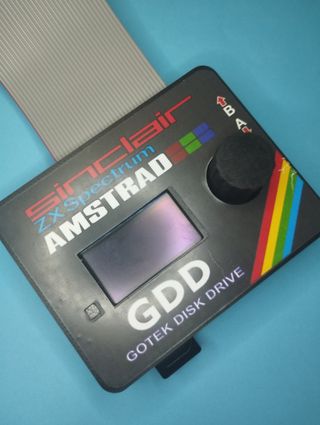 sinclair
ZX Spectrum
AMSTRAD
B
A
GDD
GOTEK DISK DRIVE